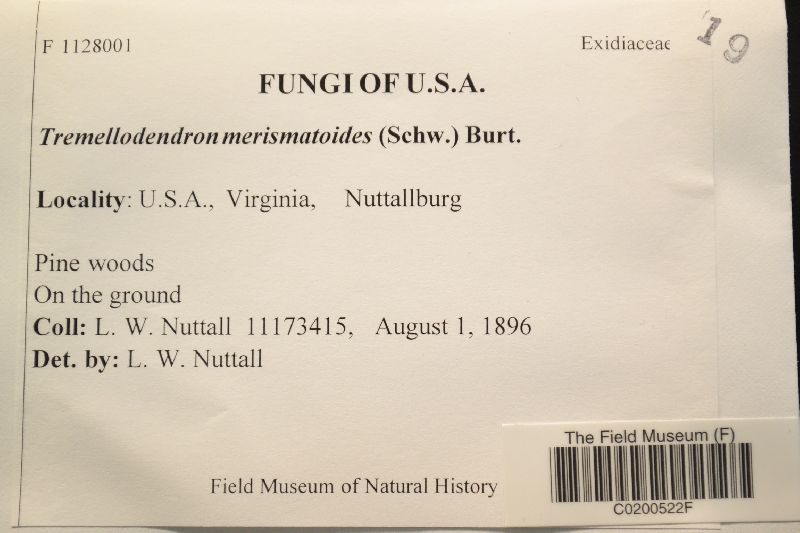 F 1128001 Exidiaceae 19
FUNGI OF U.S.A.
Tremellodendron merismatoides (Schw.) Burt.
Locality: U.S.A., Virginia, Nuttallburg
Pine woods
On the ground
Coll: L. W. Nuttall 11173415, August 1, 1896
Det. by: L. W. Nuttall
Field Museum of Natural History
The Field Museum (F)
C0200522F